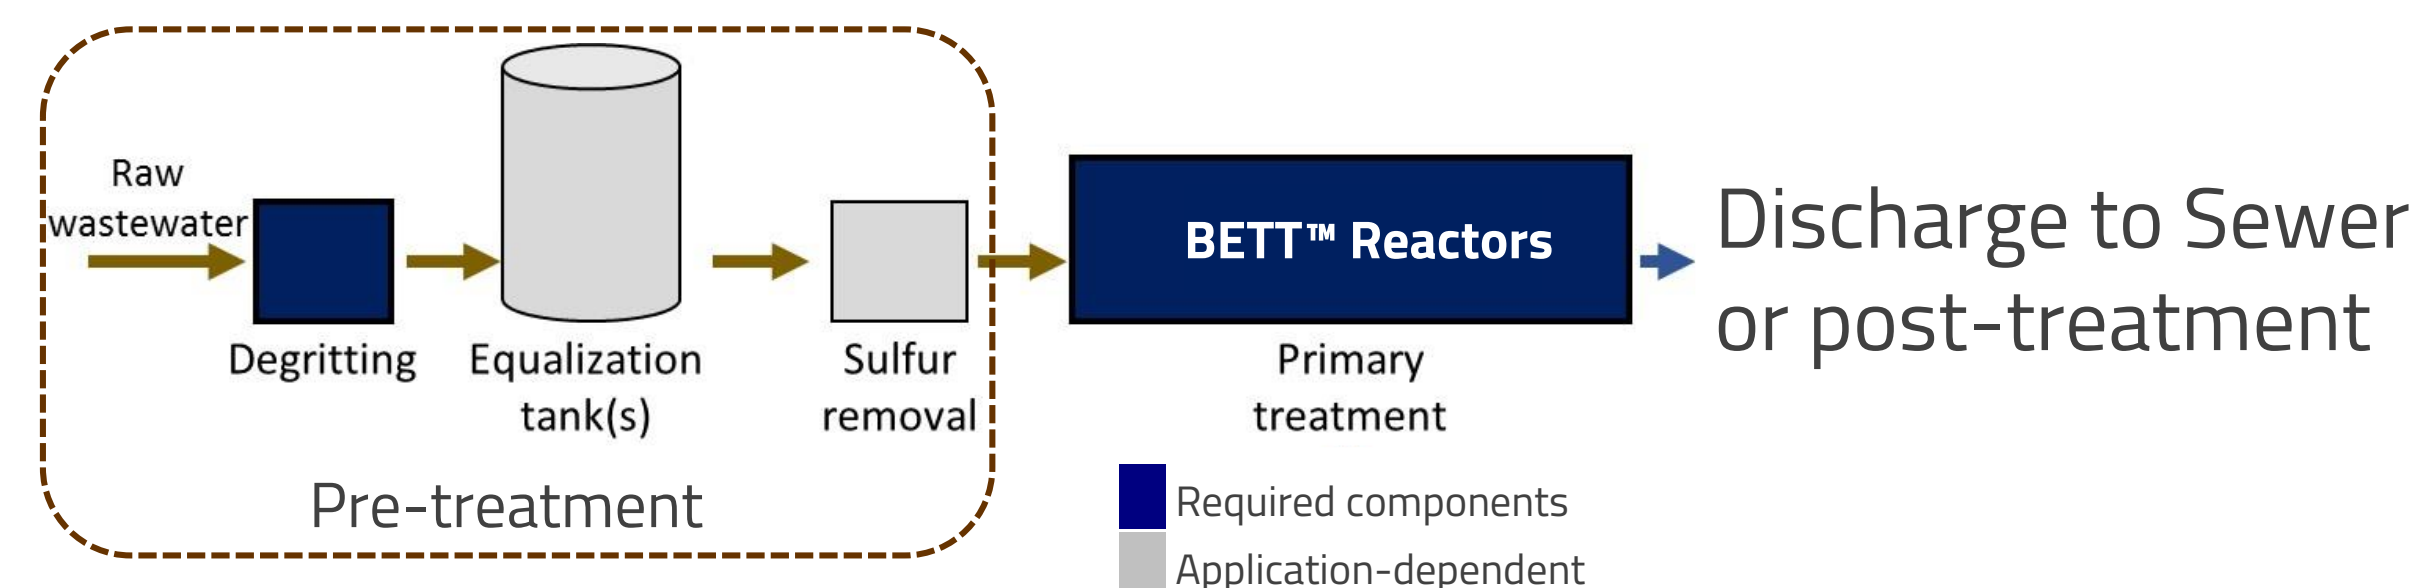 Raw
wastewater
Degritting
Equalization
tank(s)
Sulfur
removal
Pre-treatment
BETT™ Reactors
Primary
treatment
Discharge to Sewer
or post-treatment
Required components
Application-dependent